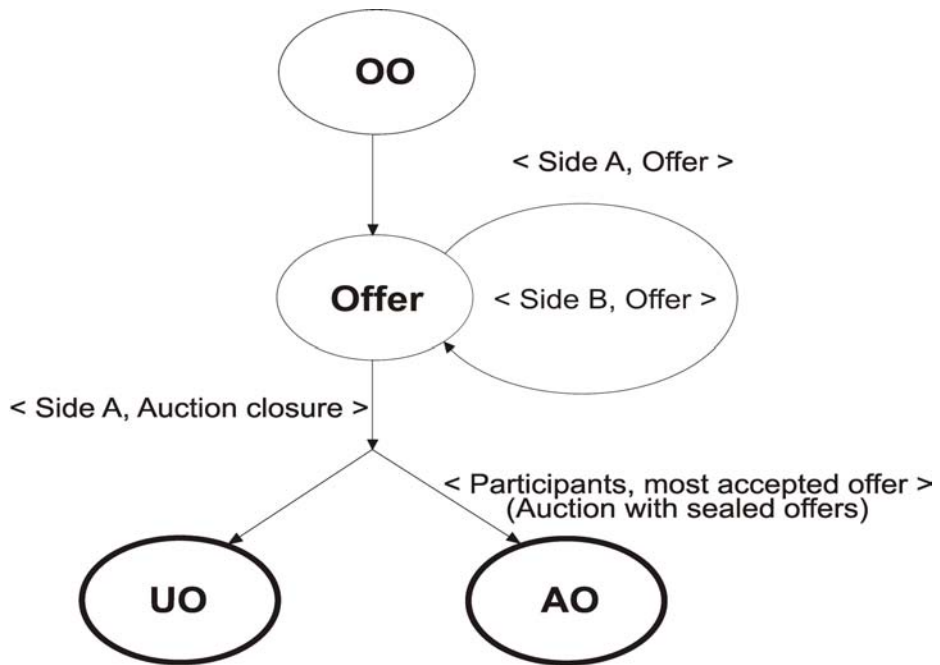 OO
< Side A, Offer >
Offer
< Side B, Offer >
< Side A, Auction closure >
< Participants, most accepted offer >
(Auction with sealed offers)
UO
AO